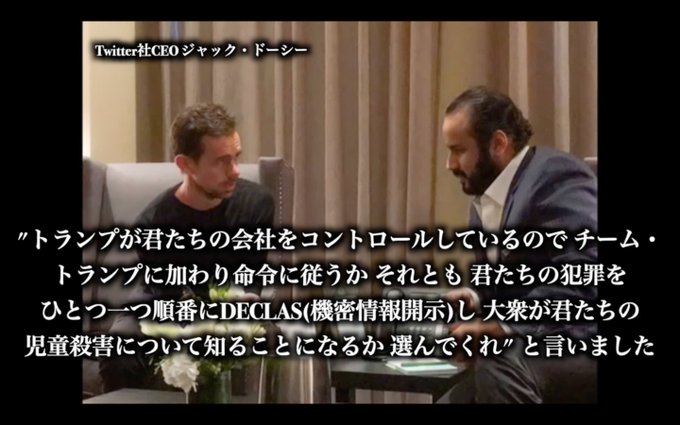 Twitter社CEO ジャック・ドーシー
"トランプが君たちの会社をコントロールしているので チーム・
トランプに加わり命令に従うか それとも 君たちの犯罪を
ひとつ一つ順番にDECLAS(機密情報開示)し 大衆が君たちの
児童殺害について知ることになるか 選んでくれ" と言いました